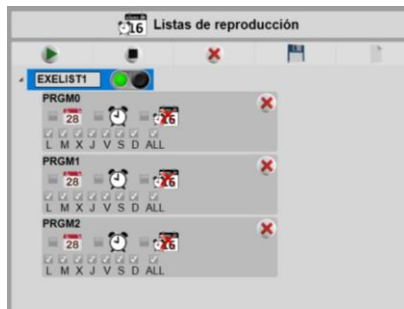 16 Listas de reproducción
EXELIST1
PRGM0
28 16
L M X J V S D ALL
PRGM1
28 16
L M X J V S D ALL
PRGM2
28 16
L M X J V S D ALL